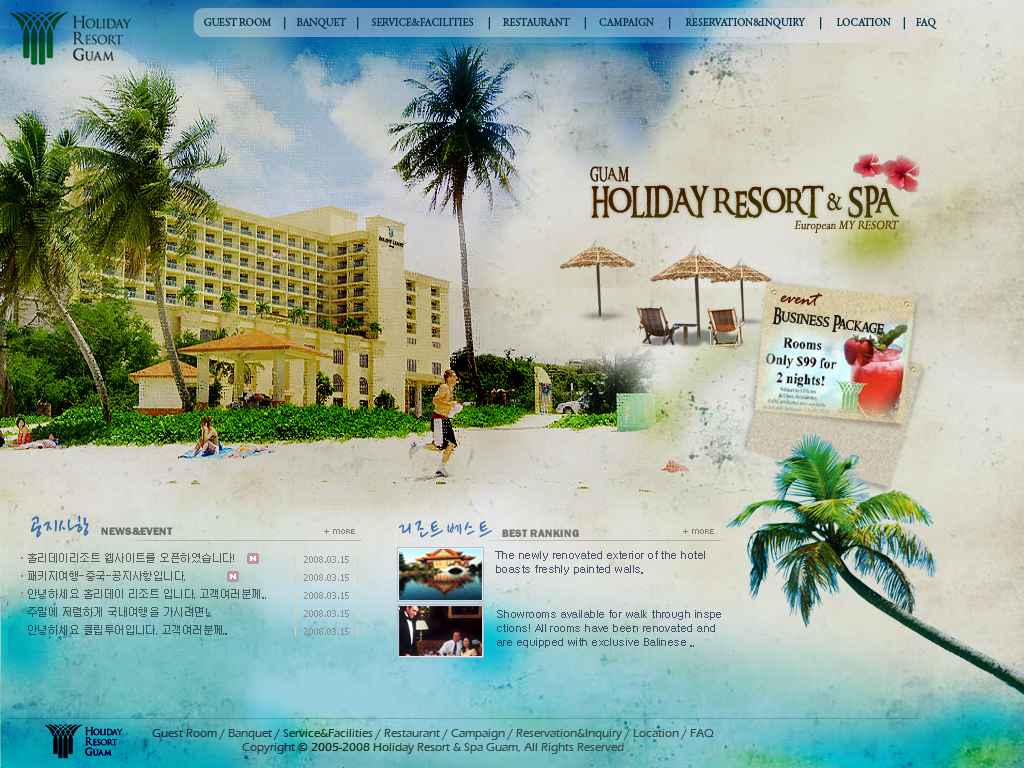 HOLIDAY
RESORT
GUAM
GUEST ROOM | BANQUET | SERVICE&FACILITIES | RESTAURANT | CAMPAIGN | RESERVATION&INQUIRY | LOCATION | FAQ
GUAM
HOLIDAY RESORT & SPA
European MY RESORT
event
BUSINESS PACKAGE
Rooms
Only $99 for
2 nights!
공지사항 NEWS&EVENT + MORE
홀리데이리조트 웹사이트를 오픈하였습니다! N 2008.03.15
패키지여행-중국-공지사항입니다. N 2008.03.15
안녕하세요 홀리데이 리조트 입니다. 고객여러분께.. 2008.03.15
주말에 저렴하게 국내여행을 가시려면!.. 2008.03.15
안녕하세요 클럽투어입니다. 고객여러분께.. 2008.03.15
리조트베스트 BEST RANKING + MORE
The newly renovated exterior of the hotel
boasts freshly painted walls.
Showrooms available for walk through inspe
ctions! All rooms have been renovated and
are equipped with exclusive Balinese ..
HOLIDAY
RESORT
GUAM
Guest Room / Banquet / Service&Facilities / Restaurant / Campaign / Reservation&Inquiry / Location / FAQ
Copyright © 2005-2008 Holiday Resort & Spa Guam, All Rights Reserved